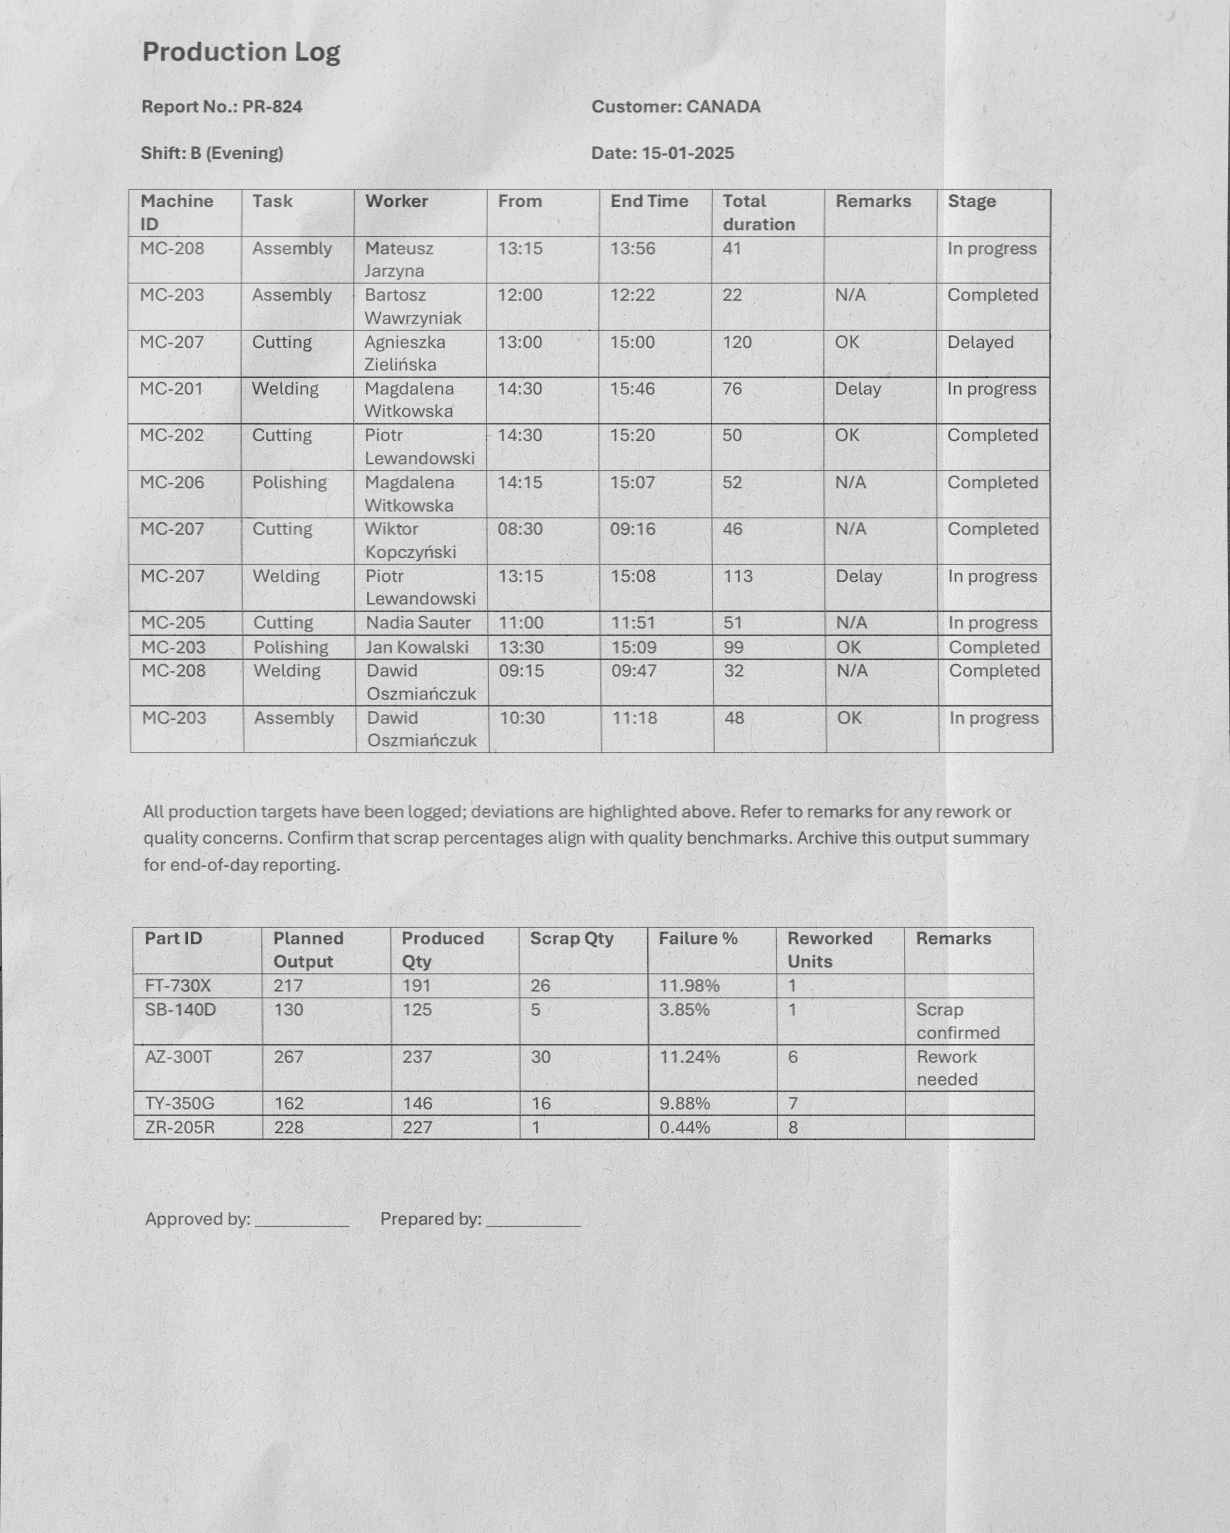 Production Log
Report No.: PR-824 Customer: CANADA
Shift: B (Evening) Date: 15-01-2025
Machine ID Task Worker From End Time Total duration Remarks Stage
MC-208 Assembly Mateusz Jarzyna 13:15 13:56 41 In progress
MC-203 Assembly Bartosz Wawrzyniak 12:00 12:22 22 N/A Completed
MC-207 Cutting Agnieszka Zielińska 13:00 15:00 120 OK Delayed
MC-201 Welding Magdalena Witkowska 14:30 15:46 76 Delay In progress
MC-202 Cutting Piotr Lewandowski 14:30 15:20 50 OK Completed
MC-206 Polishing Magdalena Witkowska 14:15 15:07 52 N/A Completed
MC-207 Cutting Wiktor Kopczyński 08:30 09:16 46 N/A Completed
MC-207 Welding Piotr Lewandowski 13:15 15:08 113 Delay In progress
MC-205 Cutting Nadia Sauter 11:00 11:51 51 N/A In progress
MC-203 Polishing Jan Kowalski 13:30 15:09 99 OK Completed
MC-208 Welding Dawid Oszmiańczuk 09:15 09:47 32 N/A Completed
MC-203 Assembly Dawid Oszmiańczuk 10:30 11:18 48 OK In progress
All production targets have been logged; deviations are highlighted above. Refer to remarks for any rework or
quality concerns. Confirm that scrap percentages align with quality benchmarks. Archive this output summary
for end-of-day reporting.
Part ID Planned Output Produced Qty Scrap Qty Failure % Reworked Units Remarks
FT-730X 217 191 26 11.98% 1
SB-140D 130 125 5 3.85% 1 Scrap confirmed
AZ-300T 267 237 30 11.24% 6 Rework needed
TY-350G 162 146 16 9.88% 7
ZR-205R 228 227 1 0.44% 8
Approved by: __________ Prepared by: __________